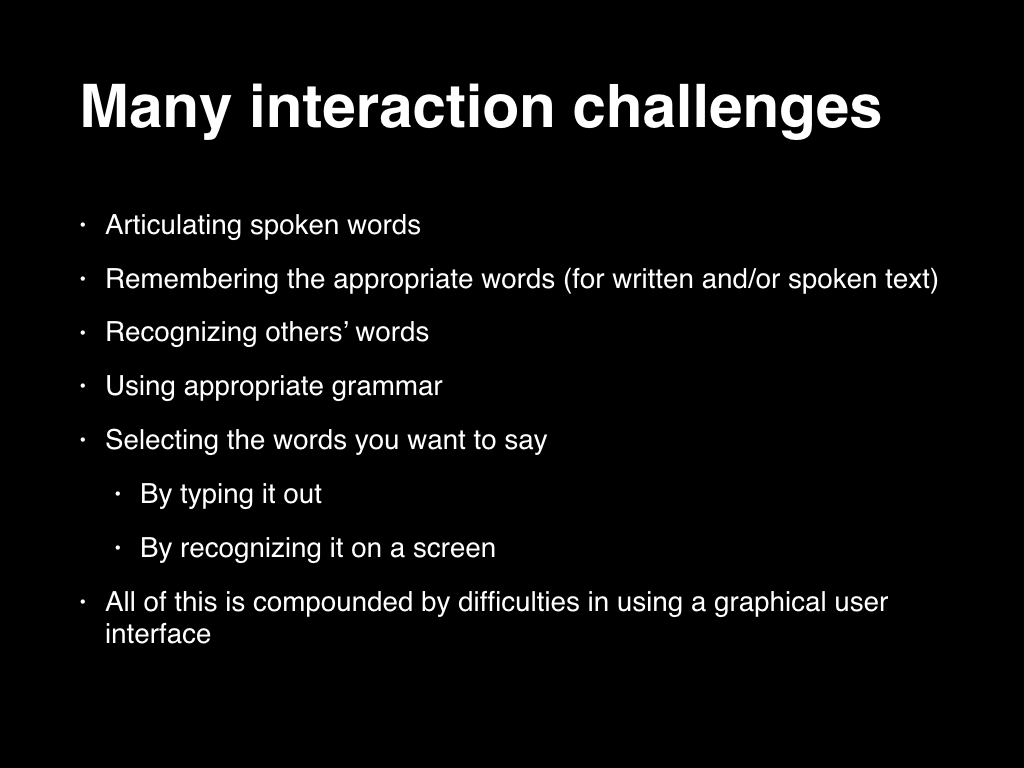 Many interaction challenges
• Articulating spoken words
• Remembering the appropriate words (for written and/or spoken text)
• Recognizing others’ words
• Using appropriate grammar
• Selecting the words you want to say
• By typing it out
• By recognizing it on a screen
• All of this is compounded by difficulties in using a graphical user
interface